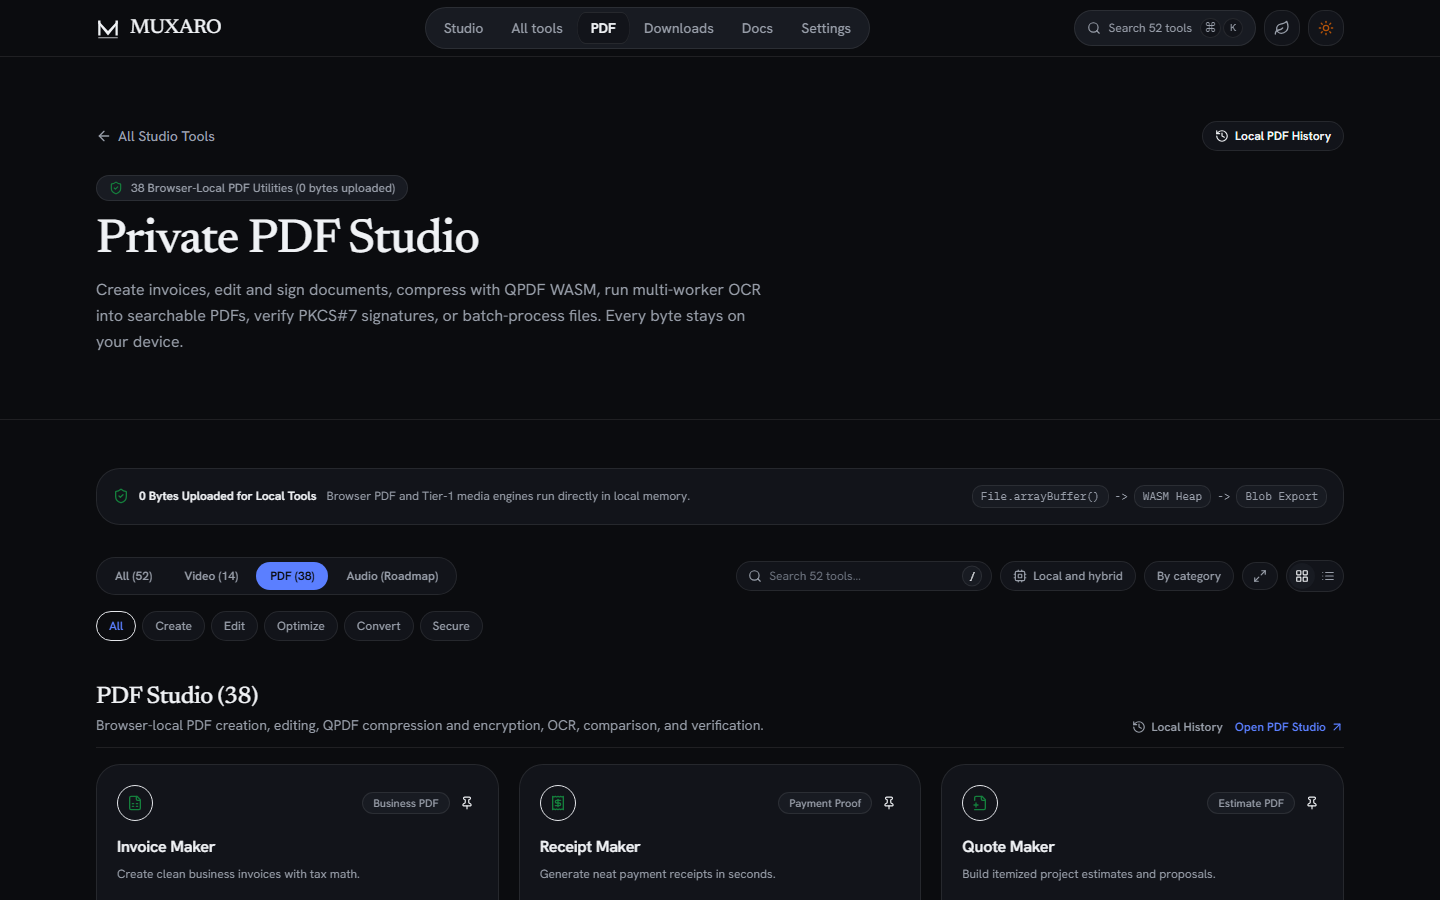 MUXARO
Studio
All tools
PDF
Downloads
Docs
Settings
Search 52 tools ⌘ K
← All Studio Tools
Local PDF History
38 Browser-Local PDF Utilities (0 bytes uploaded)
Private PDF Studio
Create invoices, edit and sign documents, compress with QPDF WASM, run multi-worker OCR
into searchable PDFs, verify PKCS#7 signatures, or batch-process files. Every byte stays on
your device.
0 Bytes Uploaded for Local Tools Browser PDF and Tier-1 media engines run directly in local memory.
File.arrayBuffer() -> WASM Heap -> Blob Export
All (52)
Video (14)
PDF (38)
Audio (Roadmap)
Search 52 tools... /
Local and hybrid
By category
All
Create
Edit
Optimize
Convert
Secure
PDF Studio (38)
Browser-local PDF creation, editing, QPDF compression and encryption, OCR, comparison, and verification.
Local History
Open PDF Studio
Business PDF
Invoice Maker
Create clean business invoices with tax math.
Payment Proof
Receipt Maker
Generate neat payment receipts in seconds.
Estimate PDF
Quote Maker
Build itemized project estimates and proposals.